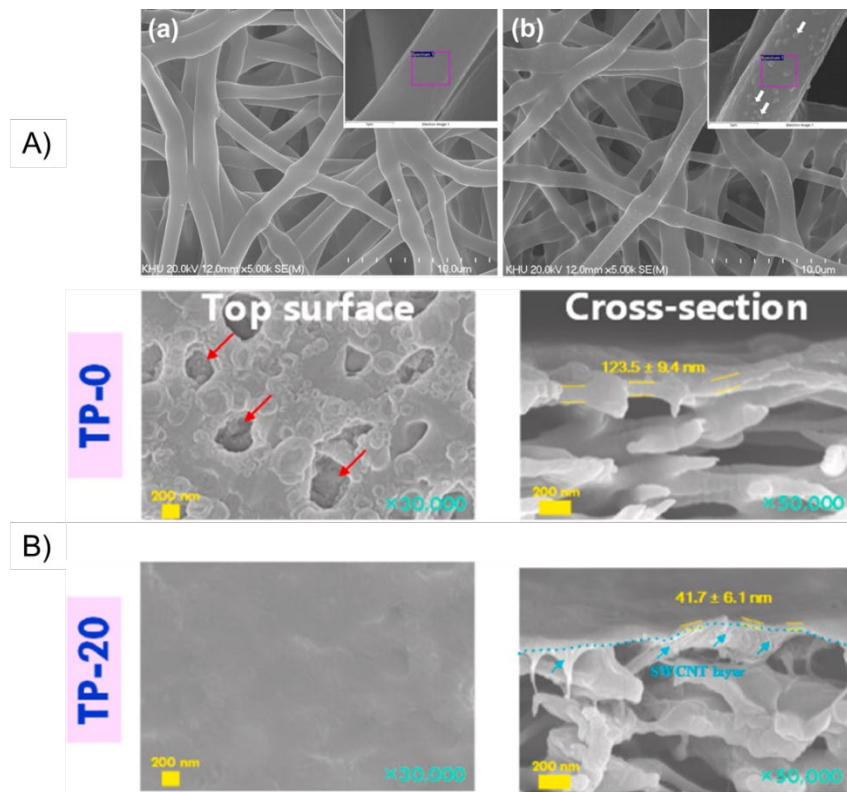 A)
(a)
Spectrum 1
KHU 20.0kV 12.0mm x5.00k SE(M)
10.0um
(b)
Spectrum 1
KHU 20.0kV 12.0mm x5.00k SE(M)
10.0um
B)
TP-0
Top surface
200 nm
×30,000
Cross-section
123.5 ± 9.4 nm
200 nm
×50,000
TP-20
200 nm
×30,000
41.7 ± 6.1 nm
SWCNT layer
200 nm
×50,000